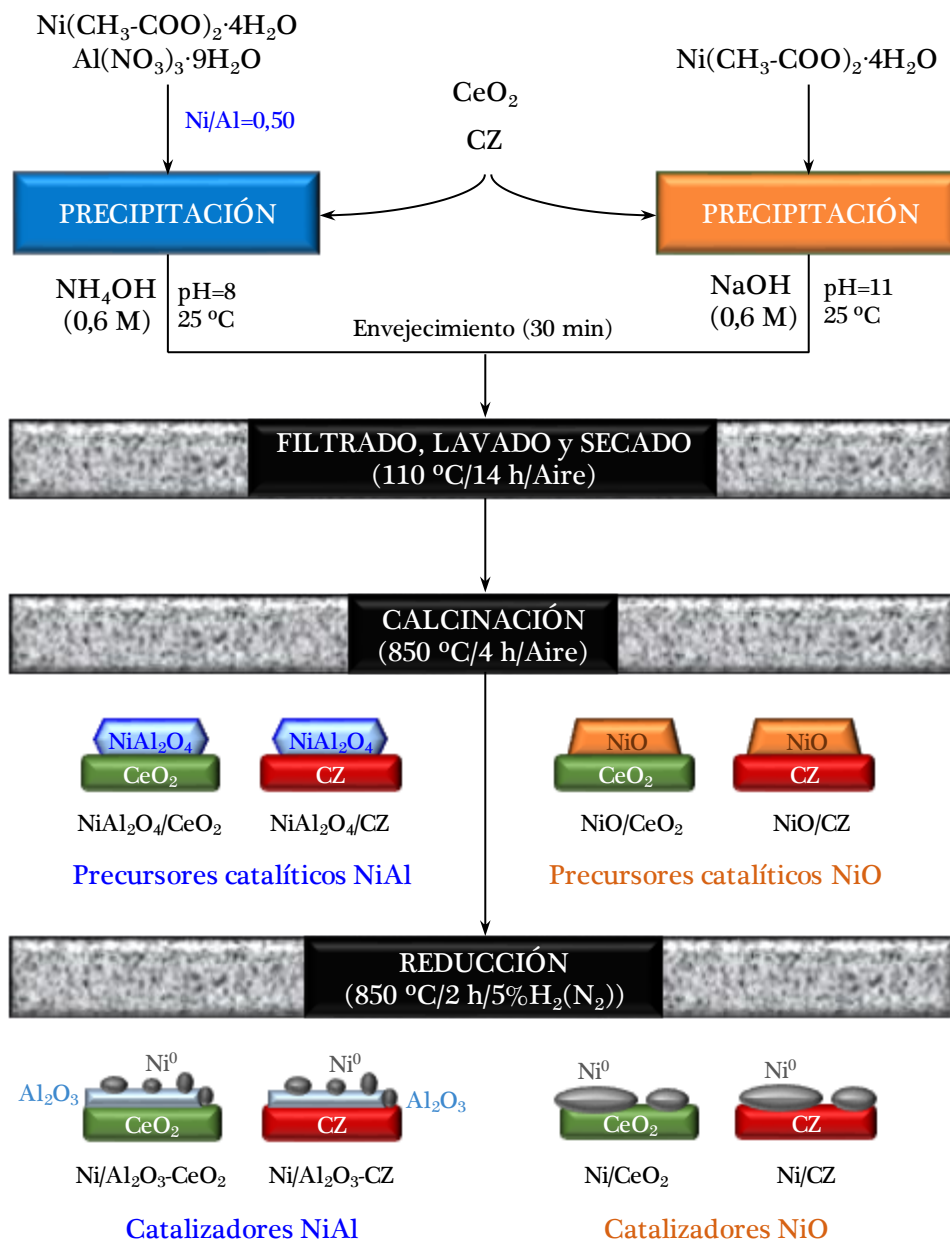 Ni(CH₃-COO)₂·4H₂O
Al(NO₃)₃·9H₂O
Ni(CH₃-COO)₂·4H₂O
CeO₂
Ni/Al=0,50
CZ
PRECIPITACIÓN
PRECIPITACIÓN
NH₄OH
(0,6 M)
pH=8
25 ºC
NaOH
(0,6 M)
pH=11
25 ºC
Envejecimiento (30 min)
FILTRADO, LAVADO y SECADO
(110 ºC/14 h/Aire)
CALCINACIÓN
(850 ºC/4 h/Aire)
NiAl₂O₄
NiAl₂O₄
NiO
NiO
CeO₂
CZ
CeO₂
CZ
NiAl₂O₄/CeO₂
NiAl₂O₄/CZ
NiO/CeO₂
NiO/CZ
Precursores catalíticos NiAl
Precursores catalíticos NiO
REDUCCIÓN
(850 ºC/2 h/5%H₂(N₂))
Ni⁰
Ni⁰
Ni⁰
Ni⁰
Al₂O₃
Al₂O₃
CeO₂
CZ
CeO₂
CZ
Ni/Al₂O₃-CeO₂
Ni/Al₂O₃-CZ
Ni/CeO₂
Ni/CZ
Catalizadores NiAl
Catalizadores NiO